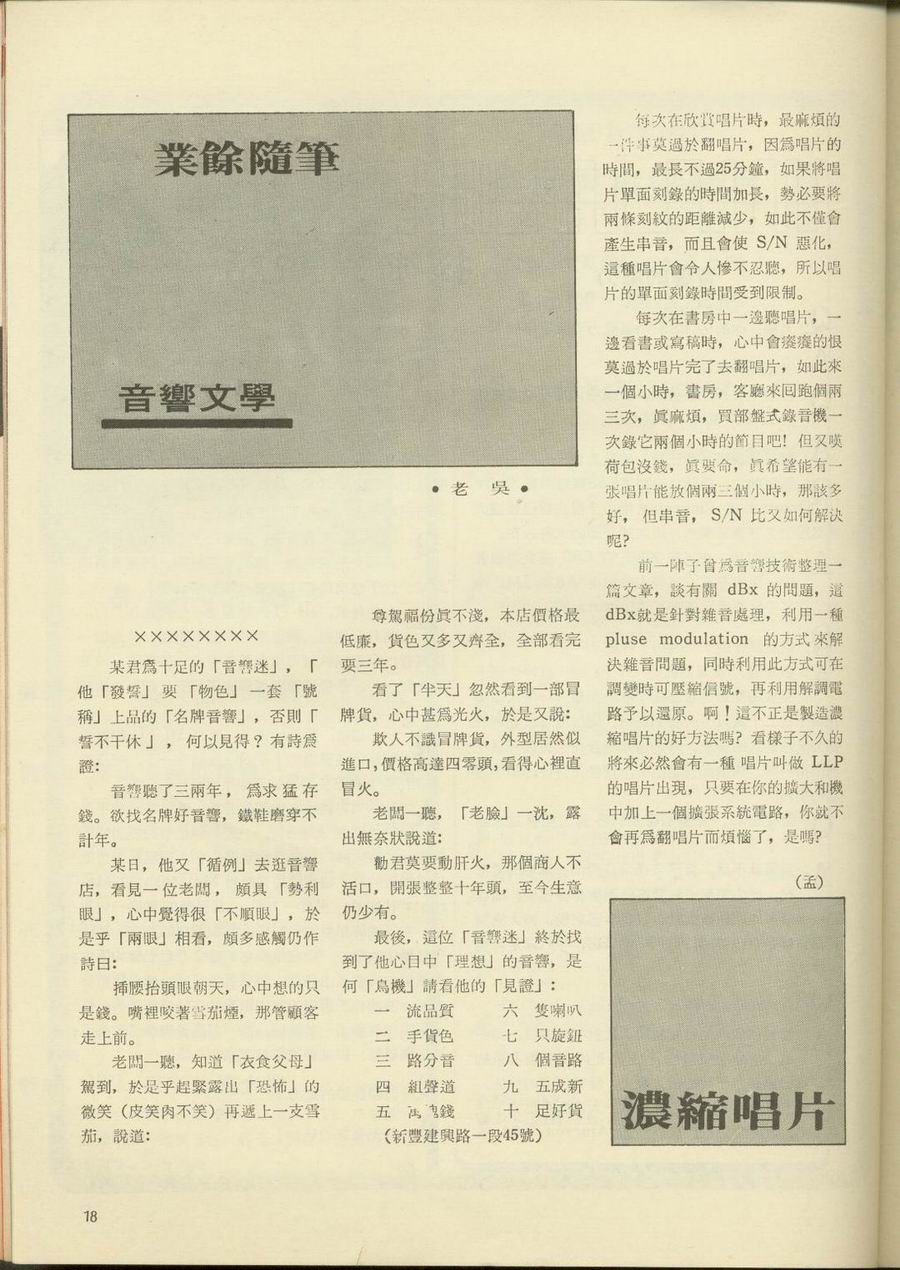 業餘隨筆
音響文學
• 老 吳 •
××××××××
某君爲十足的「音響迷」，「
他「發誓」要「物色」一套「號
稱」上品的「名牌音響」，否則「
誓不干休」，何以見得？有詩爲
證：
音響聽了三兩年，爲求猛存
錢。欲找名牌好音響，鐵鞋磨穿不
計年。
某日，他又「循例」去逛音響
店，看見一位老闆，頗具「勢利
眼」，心中覺得很「不順眼」，於
是乎「兩眼」相看，頗多感觸仍作
詩曰：
揷腰抬頭眼朝天，心中想的只
是錢。嘴裡咬著雪茄煙，那管顧客
走上前。
老闆一聽，知道「衣食父母」
駕到，於是乎趕緊露出「恐怖」的
微笑（皮笑肉不笑）再遞上一支雪
茄，說道：
尊駕福份眞不淺，本店價格最
低廉，貨色又多又齊全，全部看完
要三年。
看了「半天」忽然看到一部冒
牌貨，心中甚爲光火，於是又說：
欺人不識冒牌貨，外型居然似
進口，價格高達四零頭，看得心裡直
冒火。
老闆一聽，「老臉」一沈，露
出無奈狀說道：
勸君莫要動肝火，那個商人不
活口，開張整整十年頭，至今生意
仍少有。
最後，這位「音響迷」終於找
到了他心目中「理想」的音響，是
何「鳥機」請看他的「見證」：
一 流品質
二 手貨色
三 路分音
四 組聲道
五 錢
六 隻喇叭
七 只旋鈕
八 個音路
九 五成新
十 足好貨
（新豐建興路一段45號）
每次在欣賞唱片時，最麻煩的
一件事莫過於翻唱片，因爲唱片的
時間，最長不過25分鐘，如果將唱
片單面刻錄的時間加長，勢必要將
兩條刻紋的距離減少，如此不僅會
產生串音，而且會使 S/N 惡化，
這種唱片會令人慘不忍聽，所以唱
片的單面刻錄時間受到限制。
每次在書房中一邊聽唱片，一
邊看書或寫稿時，心中會癢癢的恨
莫過於唱片完了去翻唱片，如此來
一個小時，書房，客廳來回跑個兩
三次，眞麻煩，買部盤式錄音機一
次錄它兩個小時的節目吧！但又嘆
荷包沒錢，眞要命，眞希望能有一
張唱片能放個兩三個小時，那該多
好，但串音，S/N 比又如何解決
呢？
前一陣子曾爲音響技術整理一
篇文章，談有關 dBx 的問題，這
dBx就是針對雜音處理，利用一種
pluse modulation 的方式來解
決雜音問題，同時利用此方式可在
調變時可壓縮信號，再利用解調電
路予以還原。啊！這不正是製造濃
縮唱片的好方法嗎？看樣子不久的
將來必然會有一種唱片叫做 LLP
的唱片出現，只要在你的擴大和機
中加上一個擴張系統電路，你就不
會再爲翻唱片而煩惱了，是嗎？
（孟）
濃縮唱片
18